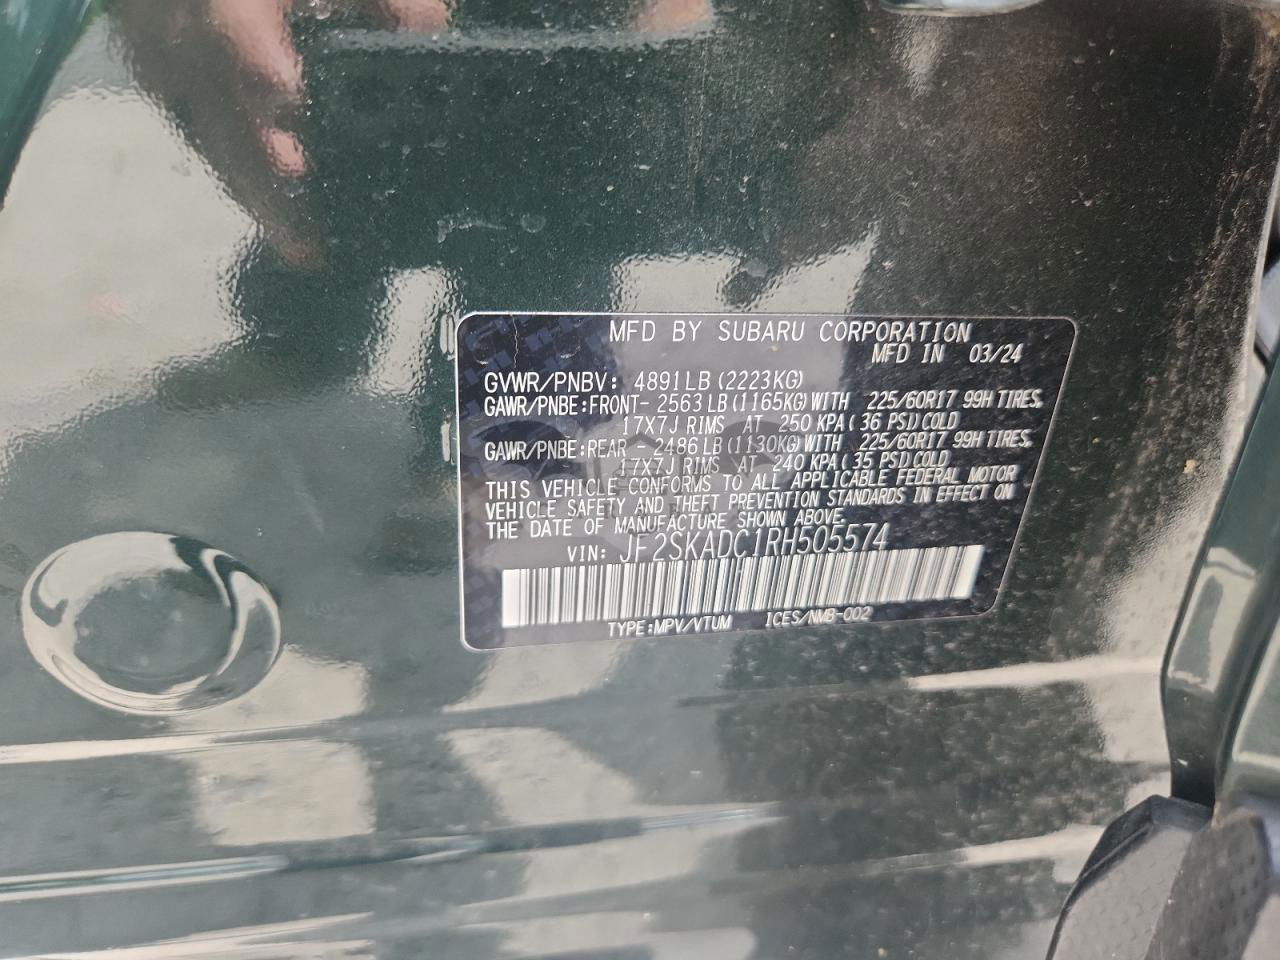 MFD BY SUBARU CORPORATION
MFD IN 03/24
GVWR/PNBV: 4891LB (2223KG)
GAWR/PNBE:FRONT- 2563LB (1165KG) WITH 225/60R17 99H TIRES,
17X7J RIMS AT 250 KPA( 36 PSI) COLD
GAWR/PNBE:REAR - 2486LB (1130KG) WITH 225/60R17 99H TIRES,
17X7J RIMS AT 240 KPA( 35 PSI) COLD
THIS VEHICLE CONFORMS TO ALL APPLICABLE FEDERAL MOTOR
VEHICLE SAFETY AND THEFT PREVENTION STANDARDS IN EFFECT ON
THE DATE OF MANUFACTURE SHOWN ABOVE.
VIN: JF2SKADC1RH505574
TYPE:MPV/VTUM ICES/NMB-002